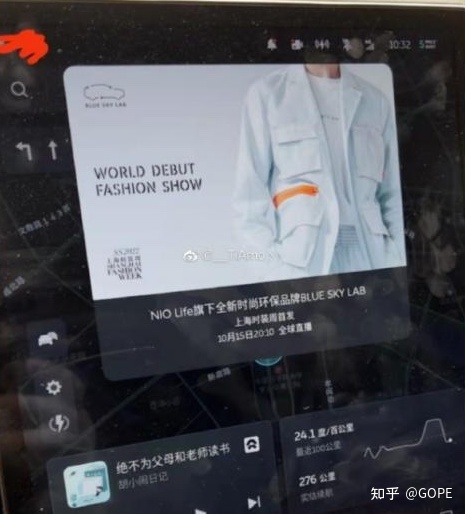 10:32
BLUE SKY LAB
WORLD DEBUT
FASHION SHOW
SS2022
上海时装周
SHANGHAI
FASHION
WEEK
@__TiAmo
NIO Life旗下全新时尚环保品牌BLUE SKY LAB
上海时装周首发
10月15日20:10 全球直播
绝不为父母和老师读书
胡小闹日记
24.1 度/百公里
最近100公里
276 公里
实估续航
知乎 @GOPE